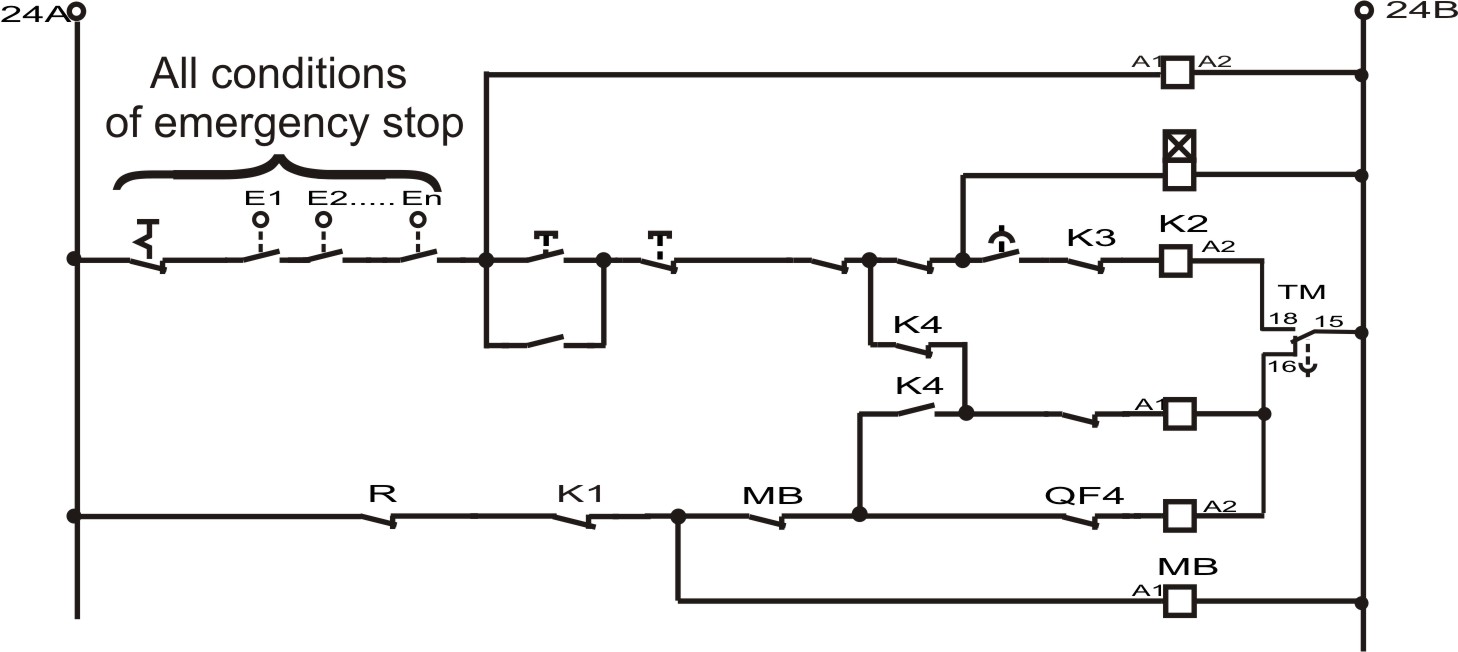 24A
24B
All conditions
of emergency stop
A1 A2
E1 E2..... En
K2
K3
A2
TM
18 15
K4
16
K4
A1
R K1 MB QF4
A2
MB
A1